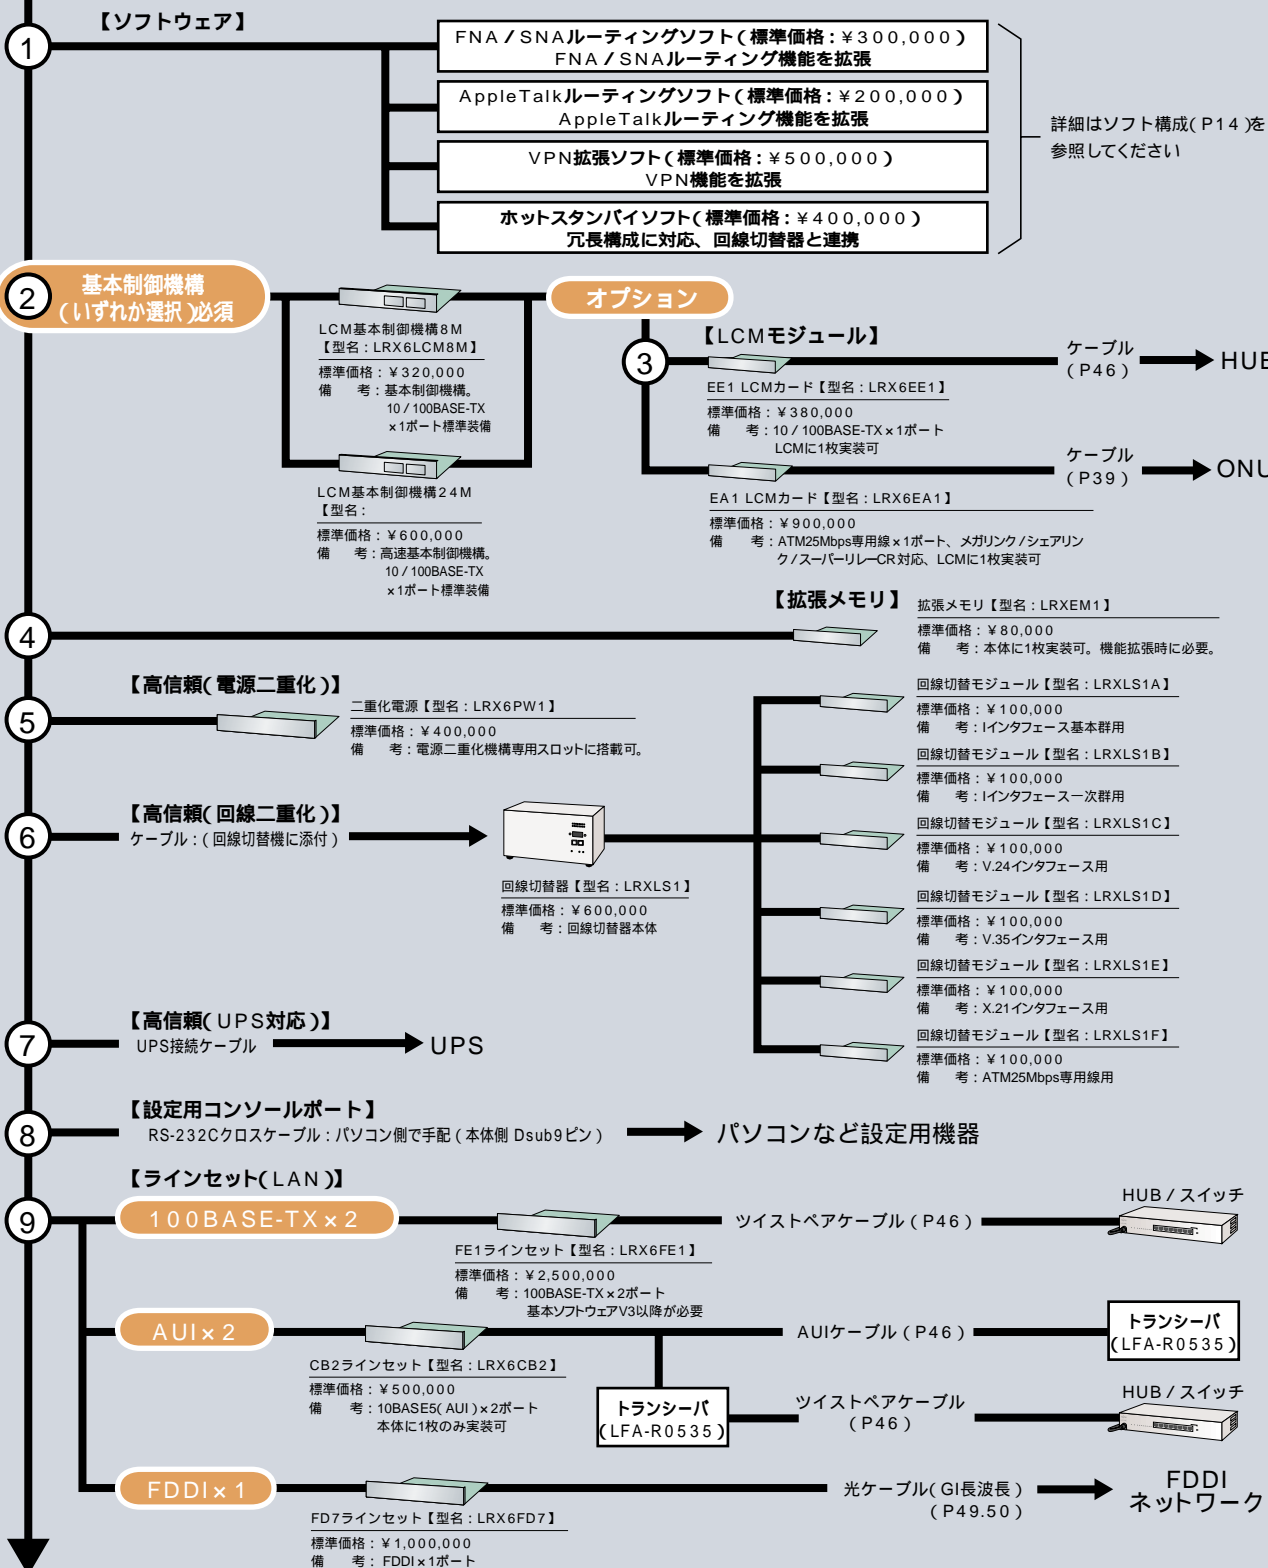 【ソフトウェア】
1
FNA/SNAルーティングソフト(標準価格:¥300,000)
FNA/SNAルーティング機能を拡張
AppleTalkルーティングソフト(標準価格:¥200,000)
AppleTalkルーティング機能を拡張
VPN拡張ソフト(標準価格:¥500,000)
VPN機能を拡張
ホットスタンバイソフト(標準価格:¥400,000)
冗長構成に対応、回線切替器と連携
詳細はソフト構成(P14)を
参照してください
2
基本制御機構
(いずれか選択)必須
LCM基本制御機構8M
【型名:LRX6LCM8M】
標準価格:¥320,000
備 考:基本制御機構。
10/100BASE-TX
×1ポート標準装備
LCM基本制御機構24M
【型名:
標準価格:¥600,000
備 考:高速基本制御機構。
10/100BASE-TX
×1ポート標準装備
オプション
3
【LCMモジュール】
EE1 LCMカード【型名:LRX6EE1】
標準価格:¥380,000
備 考:10/100BASE-TX×1ポート
LCMに1枚実装可
ケーブル
(P46)
HUB
EA1 LCMカード【型名:LRX6EA1】
標準価格:¥900,000
備 考:ATM25Mbps専用線×1ポート、メガリンク/シェアリン
ク/スーパーリレーCR対応、LCMに1枚実装可
ケーブル
(P39)
ONU
4
【拡張メモリ】
拡張メモリ【型名:LRXEM1】
標準価格:¥80,000
備 考:本体に1枚実装可。機能拡張時に必要。
5
【高信頼(電源二重化)】
二重化電源【型名:LRX6PW1】
標準価格:¥400,000
備 考:電源二重化機構専用スロットに搭載可。
6
【高信頼(回線二重化)】
ケーブル:(回線切替機に添付)
回線切替器【型名:LRXLS1】
標準価格:¥600,000
備 考:回線切替器本体
回線切替モジュール【型名:LRXLS1A】
標準価格:¥100,000
備 考:Iインタフェース基本群用
回線切替モジュール【型名:LRXLS1B】
標準価格:¥100,000
備 考:Iインタフェース一次群用
回線切替モジュール【型名:LRXLS1C】
標準価格:¥100,000
備 考:V.24インタフェース用
回線切替モジュール【型名:LRXLS1D】
標準価格:¥100,000
備 考:V.35インタフェース用
回線切替モジュール【型名:LRXLS1E】
標準価格:¥100,000
備 考:X.21インタフェース用
回線切替モジュール【型名:LRXLS1F】
標準価格:¥100,000
備 考:ATM25Mbps専用線用
7
【高信頼(UPS対応)】
UPS接続ケーブル
UPS
8
【設定用コンソールポート】
RS-232Cクロスケーブル:パソコン側で手配(本体側 Dsub9ピン)
パソコンなど設定用機器
9
【ラインセット(LAN)】
100BASE-TX×2
FE1ラインセット【型名:LRX6FE1】
標準価格:¥2,500,000
備 考:100BASE-TX×2ポート
基本ソフトウェアV3以降が必要
ツイストペアケーブル(P46)
HUB/スイッチ
AUI×2
CB2ラインセット【型名:LRX6CB2】
標準価格:¥500,000
備 考:10BASE5(AUI)×2ポート
本体に1枚のみ実装可
AUIケーブル(P46)
トランシーバ
(LFA-R0535)
トランシーバ
(LFA-R0535)
ツイストペアケーブル
(P46)
HUB/スイッチ
FDDI×1
FD7ラインセット【型名:LRX6FD7】
標準価格:¥1,000,000
備 考:FDDI×1ポート
光ケーブル(GI長波長)
(P49.50)
FDDI
ネットワーク